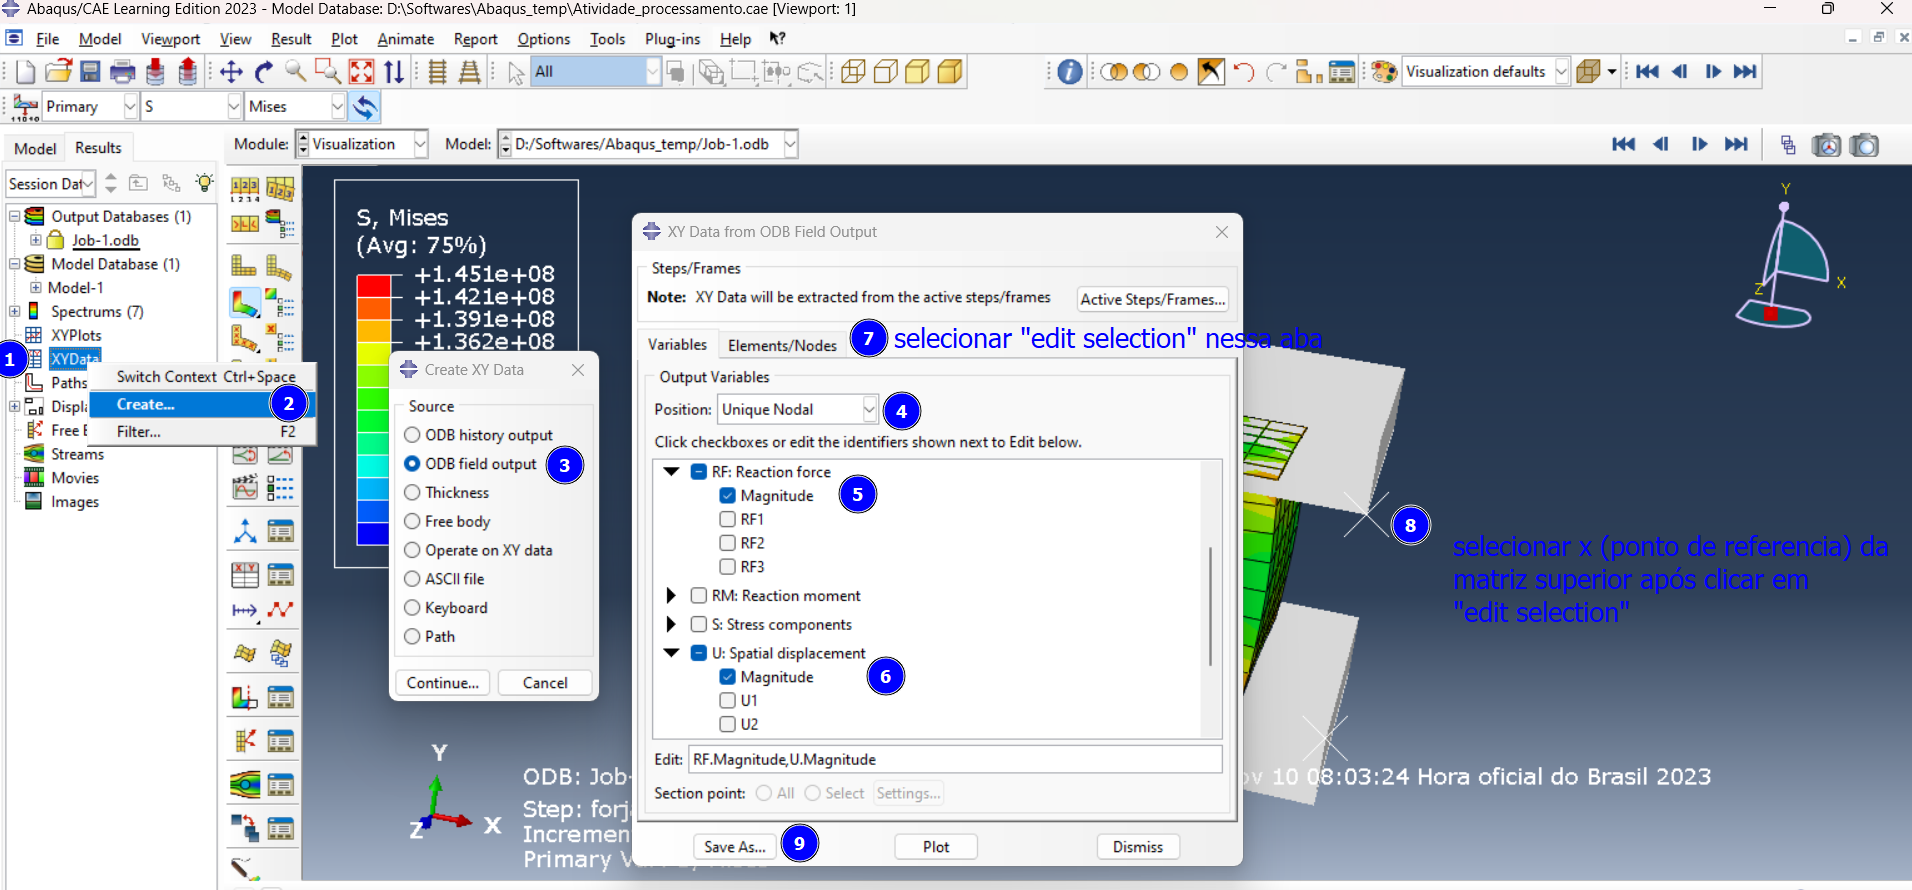 Abaqus/CAE Learning Edition 2023 - Model Database: D:\Softwares\Abaqus_temp\Atividade_processamento.cae [Viewport: 1]
File Model Viewport View Result Plot Animate Report Options Tools Plug-ins Help
All
Visualization defaults
Primary S Mises
Model Results
Module: Visualization Model: D:/Softwares/Abaqus_temp/Job-1.odb
Session Dat
Output Databases (1)
Job-1.odb
Model Database (1)
Model-1
Spectrums (7)
XYPlots
1
XYData
Paths
Displ
Free B
Streams
Movies
Images
Switch Context Ctrl+Space
Create...
2
Filter... F2
S, Mises
(Avg: 75%)
+1.451e+08
+1.421e+08
+1.391e+08
+1.362e+08
Create XY Data
Source
ODB history output
ODB field output
3
Thickness
Free body
Operate on XY data
ASCII file
Keyboard
Path
Continue...
Cancel
XY Data from ODB Field Output
Steps/Frames
Note: XY Data will be extracted from the active steps/frames
Active Steps/Frames...
Variables Elements/Nodes
7 selecionar "edit selection" nessa aba
Output Variables
Position: Unique Nodal
4
Click checkboxes or edit the identifiers shown next to Edit below.
RF: Reaction force
Magnitude
5
RF1
RF2
RF3
RM: Reaction moment
S: Stress components
U: Spatial displacement
Magnitude
6
U1
U2
Edit: RF.Magnitude,U.Magnitude
Section point: All Select Settings...
Save As...
9
Plot
Dismiss
8
selecionar x (ponto de referencia) da
matriz superior após clicar em
"edit selection"
Y
X
Z
Y
X
Z
ODB: Job-
ov 10 08:03:24 Hora oficial do Brasil 2023
Step: forj
Incremen
Primary V